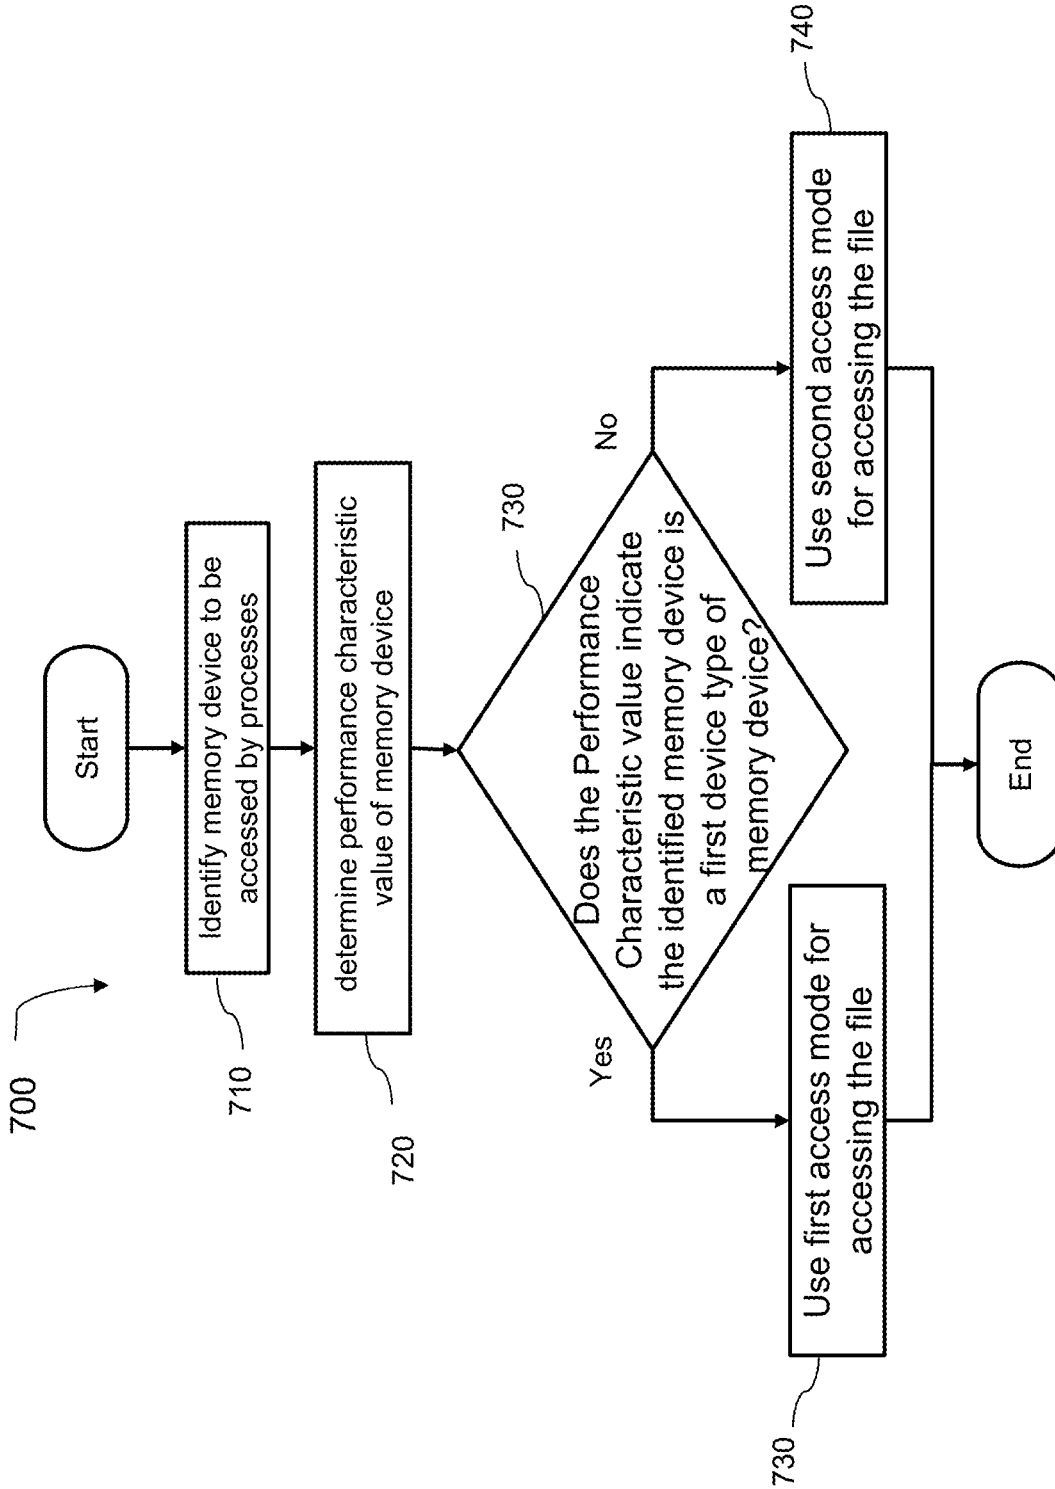 700
Start
710
Identify memory device to be
accessed by processes
720
determine performance characteristic
value of memory device
730
Does the Performance
Characteristic value indicate
the identified memory device is
a first device type of
memory device?
Yes
No
730
Use first access mode for
accessing the file
740
Use second access mode
for accessing the file
End